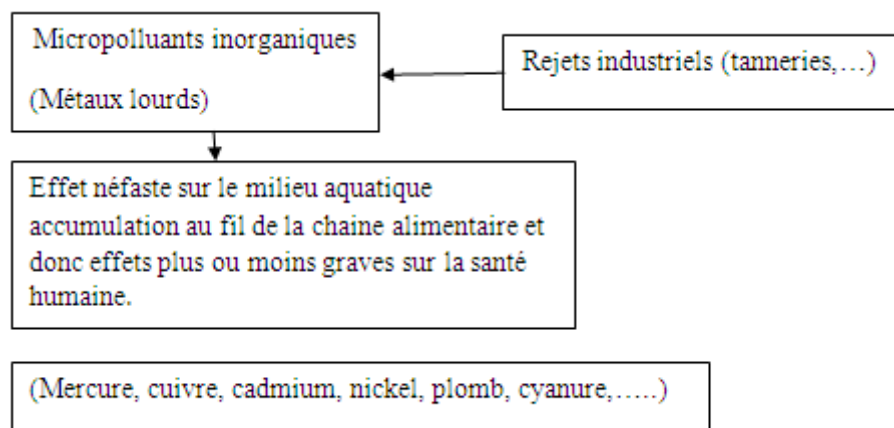 Micropolluants inorganiques
(Métaux lourds)
Rejets industriels (tanneries,…)
Effet néfaste sur le milieu aquatique
accumulation au fil de la chaine alimentaire et
donc effets plus ou moins graves sur la santé
humaine.
(Mercure, cuivre, cadmium, nickel, plomb, cyanure,…..)